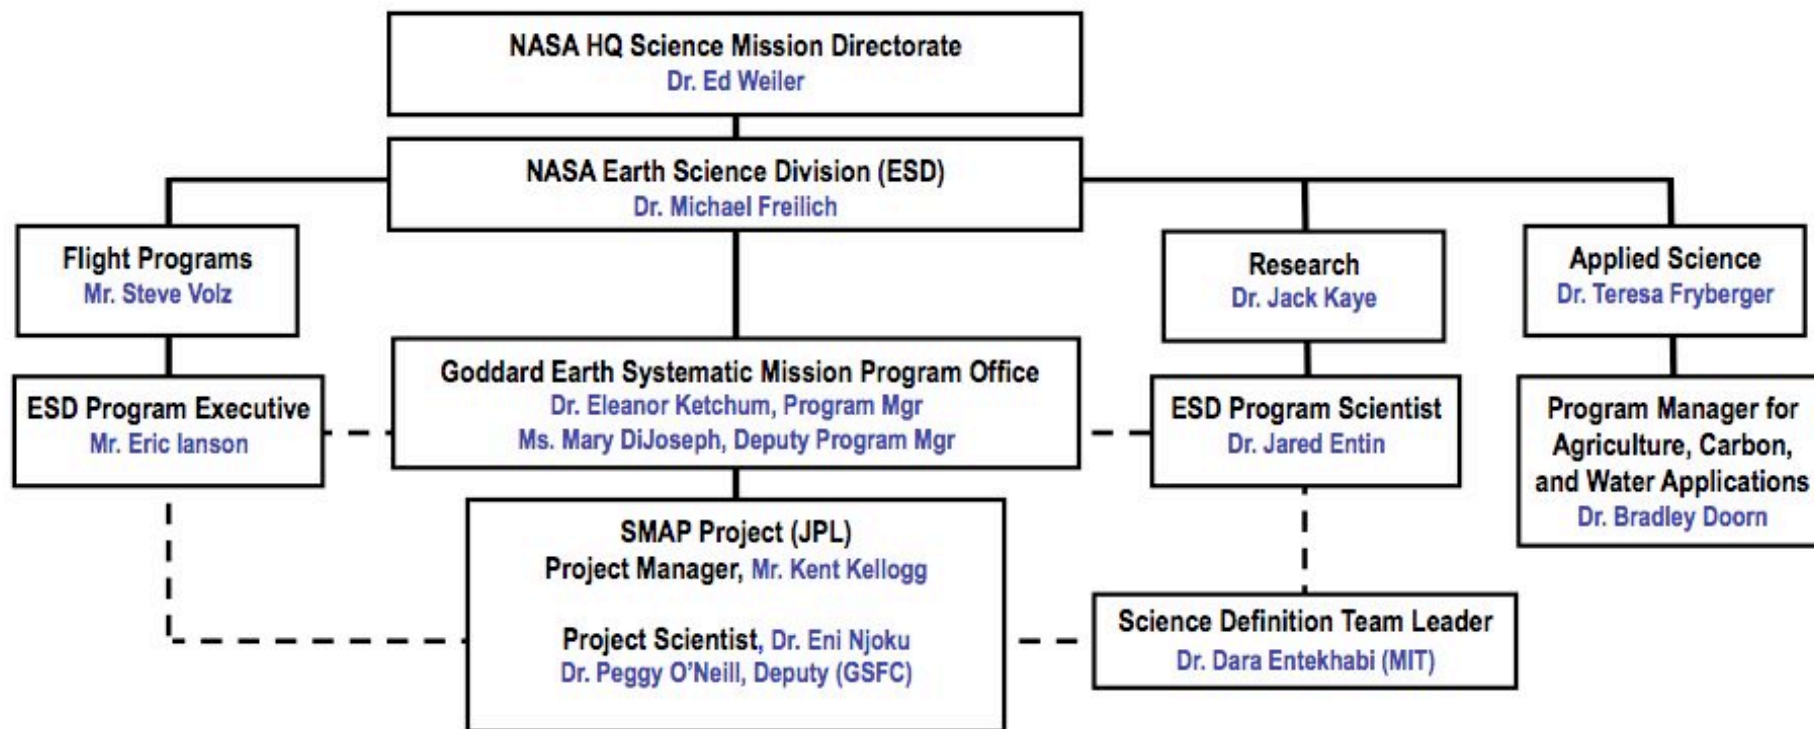 NASA HQ Science Mission Directorate
Dr. Ed Weiler
NASA Earth Science Division (ESD)
Dr. Michael Freilich
Flight Programs
Mr. Steve Volz
Research
Dr. Jack Kaye
Applied Science
Dr. Teresa Fryberger
ESD Program Executive
Mr. Eric Ianson
Goddard Earth Systematic Mission Program Office
Dr. Eleanor Ketchum, Program Mgr
Ms. Mary DiJoseph, Deputy Program Mgr
ESD Program Scientist
Dr. Jared Entin
Program Manager for
Agriculture, Carbon,
and Water Applications
Dr. Bradley Doorn
SMAP Project (JPL)
Project Manager, Mr. Kent Kellogg
Project Scientist, Dr. Eni Njoku
Dr. Peggy O'Neill, Deputy (GSFC)
Science Definition Team Leader
Dr. Dara Entekhabi (MIT)